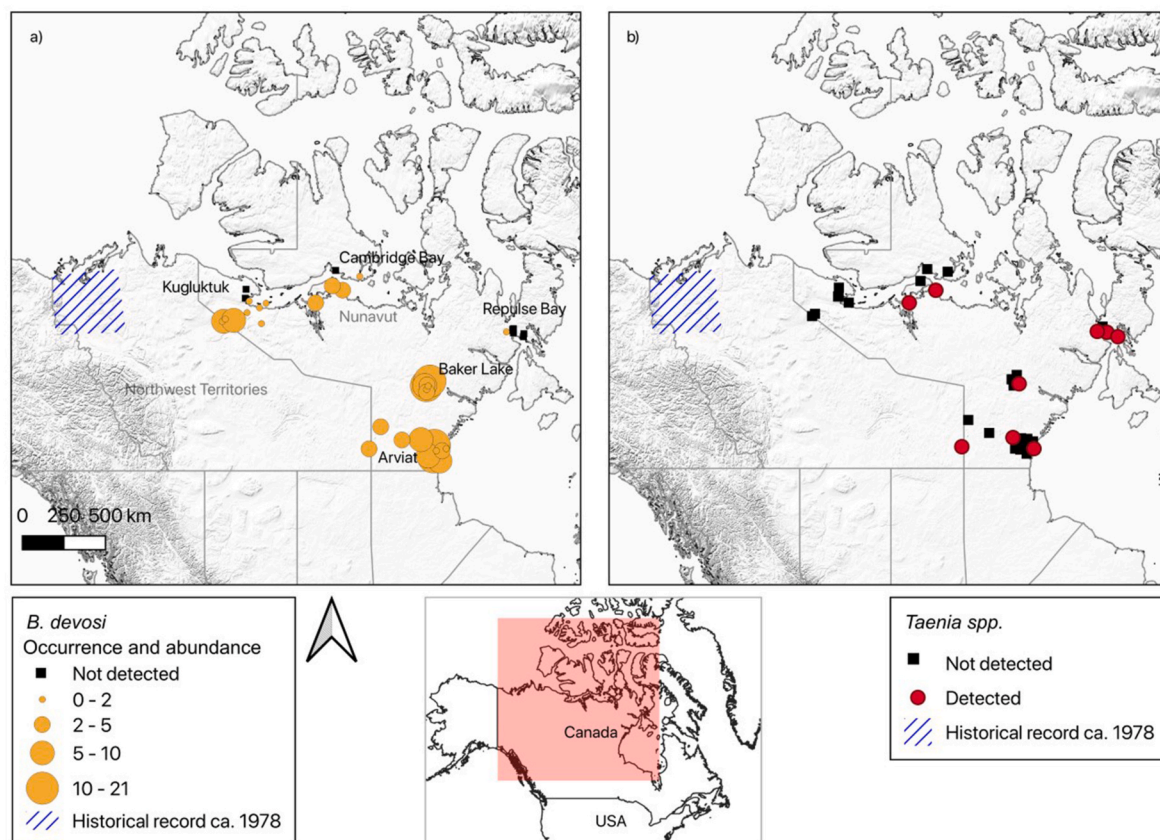 a)
Cambridge Bay
Kugluktuk
Nunavut
Repulse Bay
Baker Lake
Northwest Territories
Arviat
0 250 500 km
b)
B. devosi
Occurrence and abundance
Not detected
0 - 2
2 - 5
5 - 10
10 - 21
Historical record ca. 1978
Canada
USA
Taenia spp.
Not detected
Detected
Historical record ca. 1978